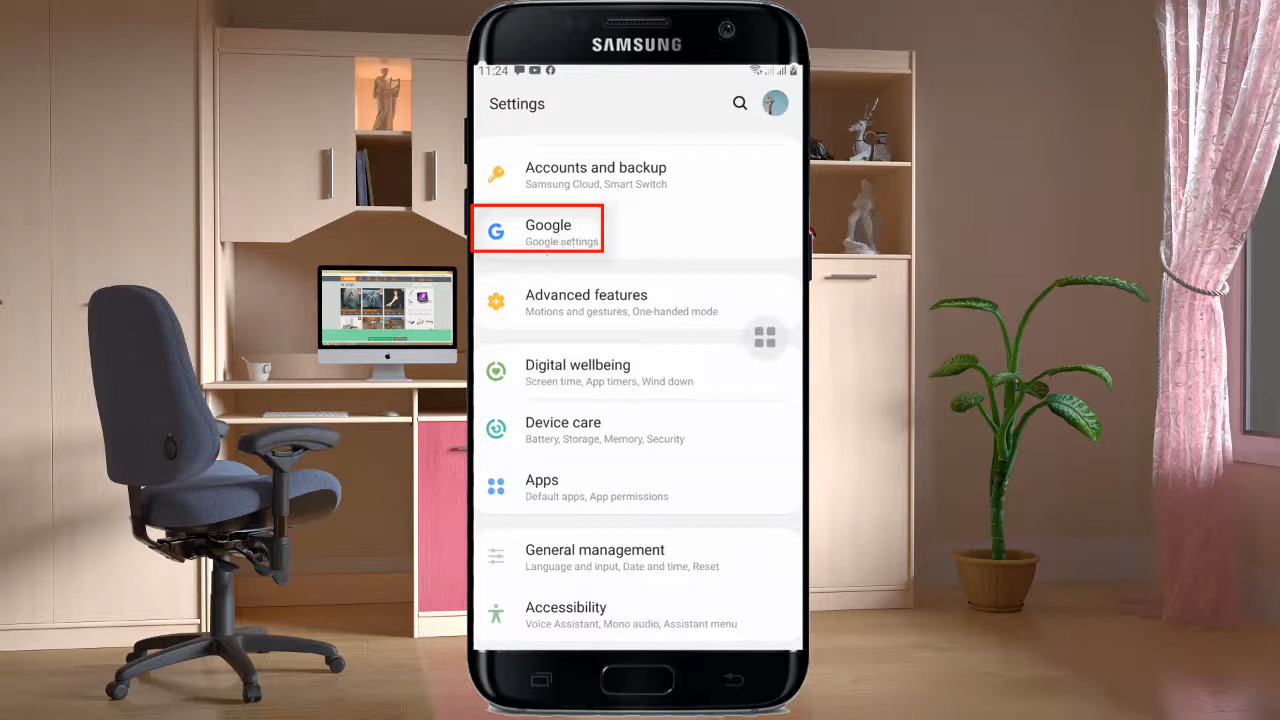 SAMSUNG
11:24
Settings
Accounts and backup
Samsung Cloud, Smart Switch
Google
Google settings
Advanced features
Motions and gestures, One-handed mode
Digital wellbeing
Screen time, App timers, Wind down
Device care
Battery, Storage, Memory, Security
Apps
Default apps, App permissions
General management
Language and input, Date and time, Reset
Accessibility
Voice Assistant, Mono audio, Assistant menu